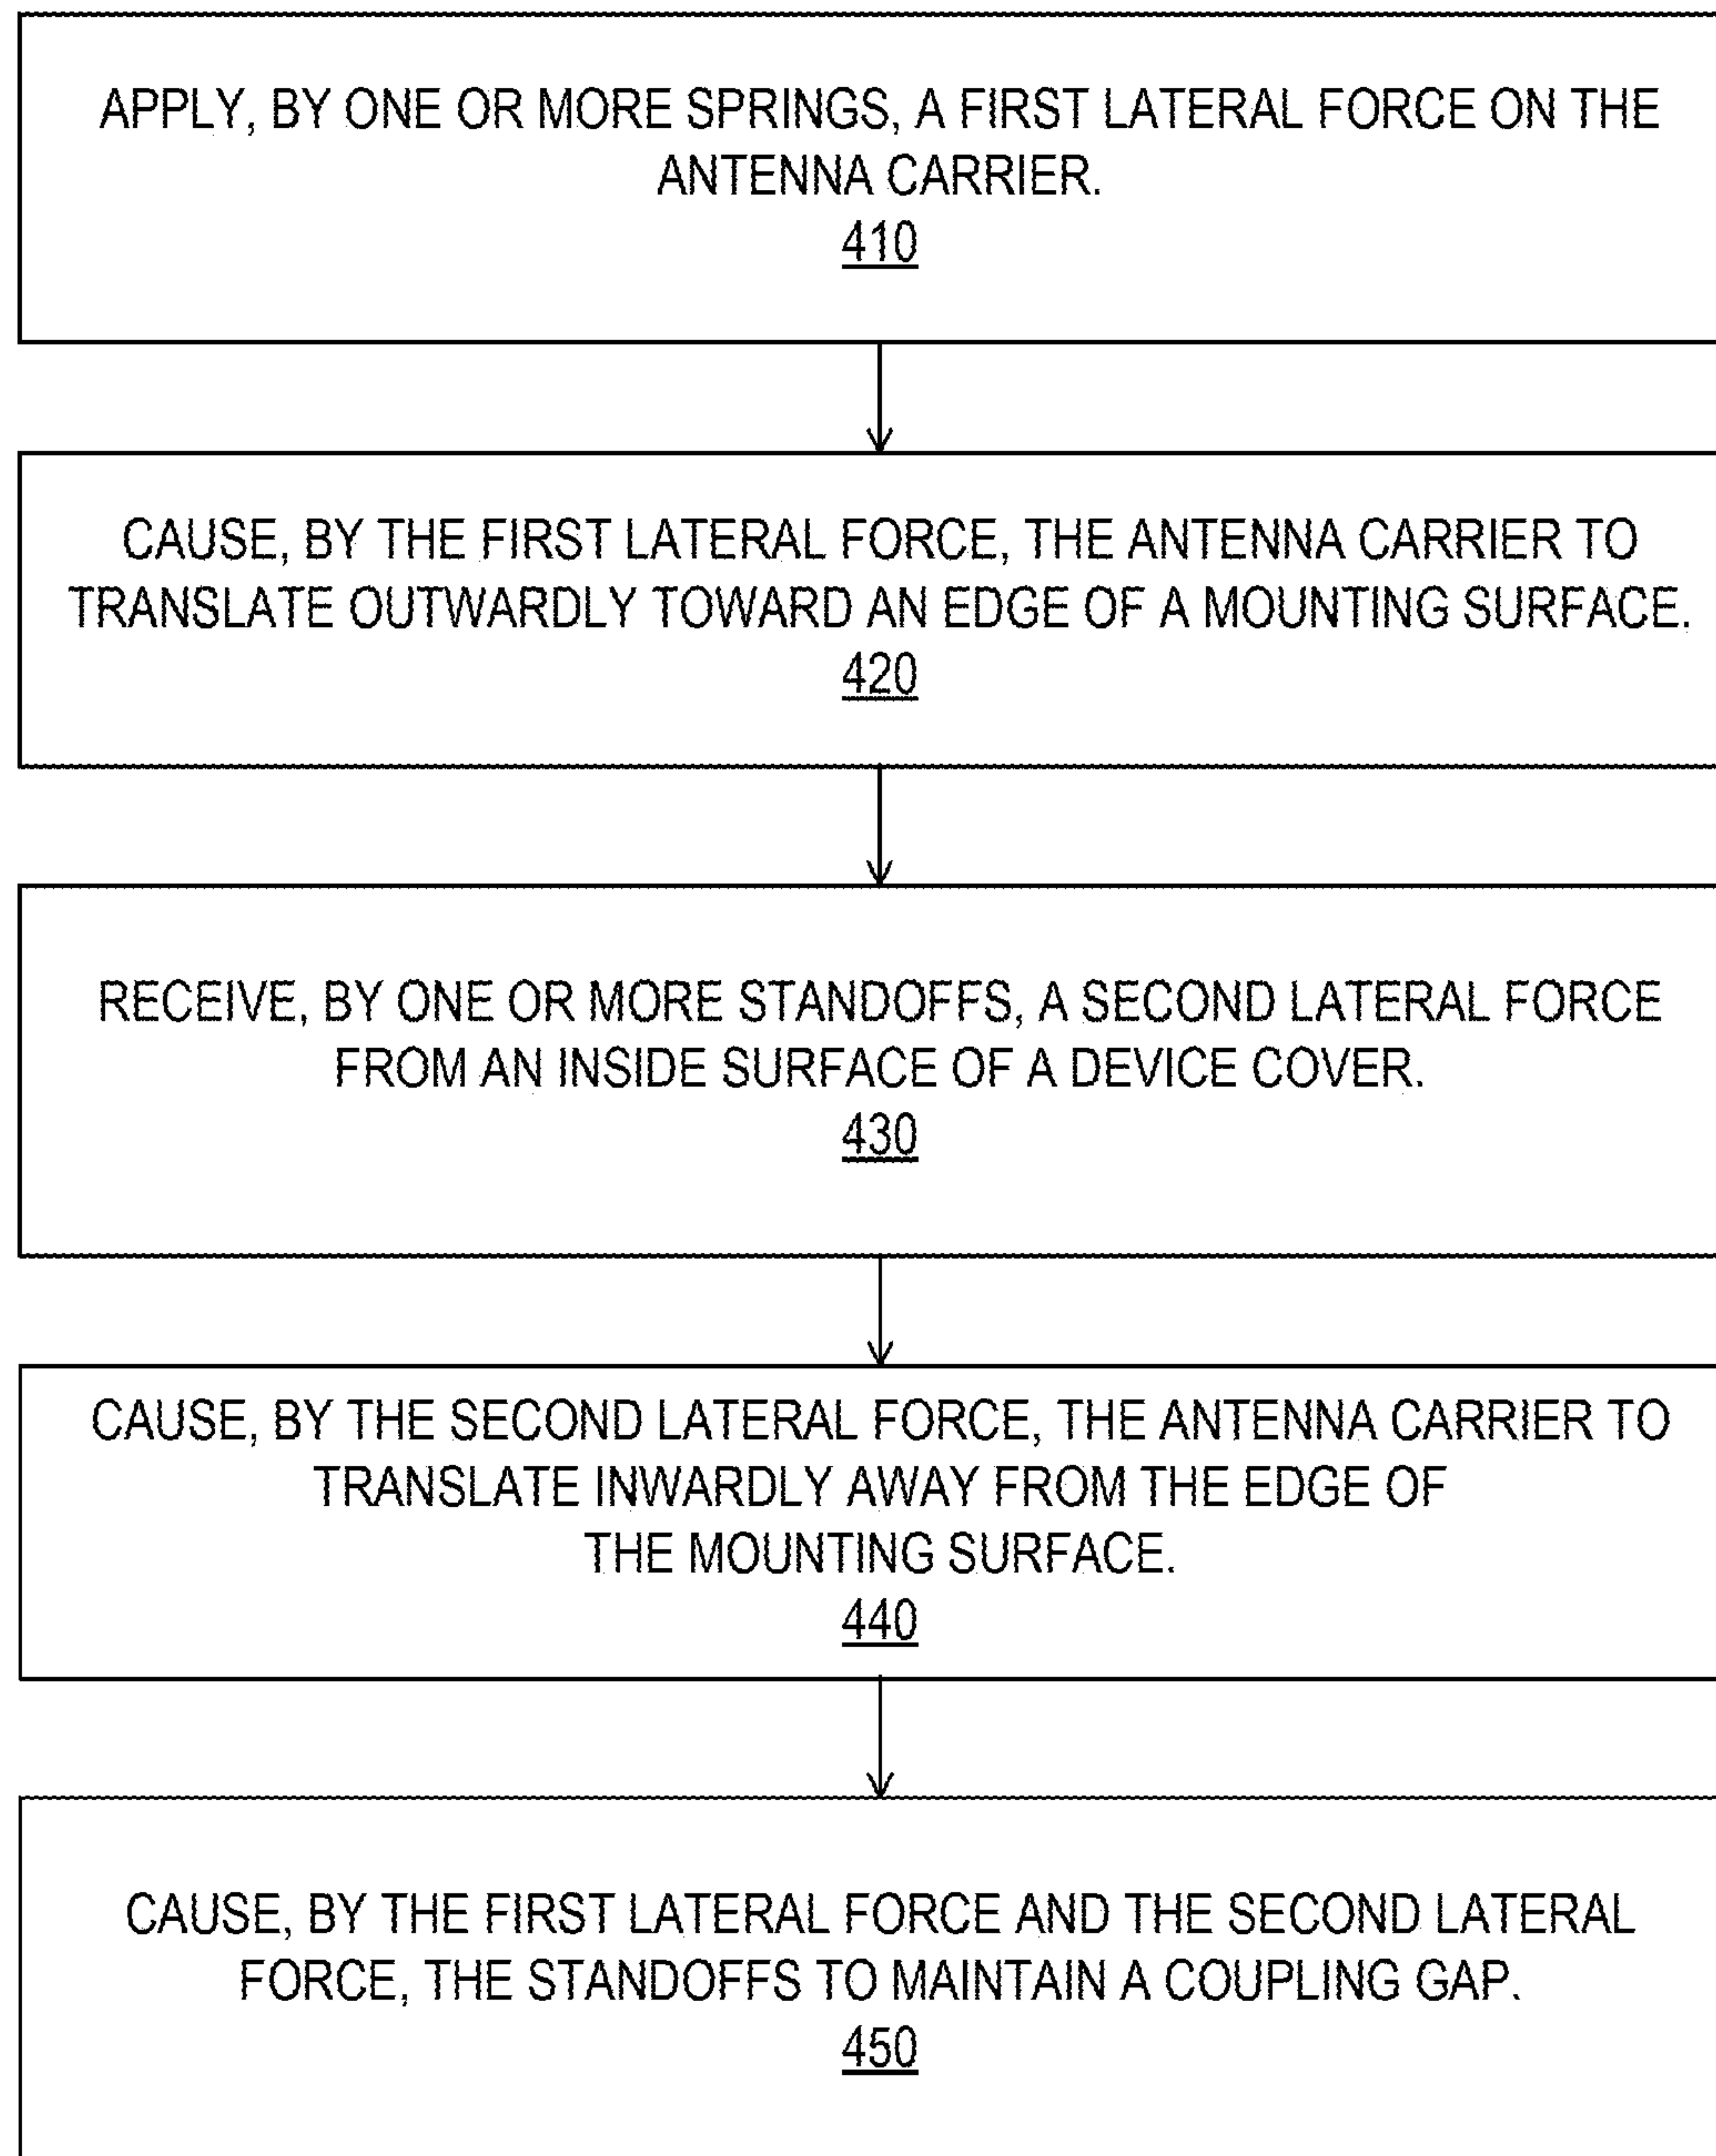 APPLY, BY ONE OR MORE SPRINGS, A FIRST LATERAL FORCE ON THE
ANTENNA CARRIER.
410
CAUSE, BY THE FIRST LATERAL FORCE, THE ANTENNA CARRIER TO
TRANSLATE OUTWARDLY TOWARD AN EDGE OF A MOUNTING SURFACE.
420
RECEIVE, BY ONE OR MORE STANDOFFS, A SECOND LATERAL FORCE
FROM AN INSIDE SURFACE OF A DEVICE COVER.
430
CAUSE, BY THE SECOND LATERAL FORCE, THE ANTENNA CARRIER TO
TRANSLATE INWARDLY AWAY FROM THE EDGE OF
THE MOUNTING SURFACE.
440
CAUSE, BY THE FIRST LATERAL FORCE AND THE SECOND LATERAL
FORCE, THE STANDOFFS TO MAINTAIN A COUPLING GAP.
450